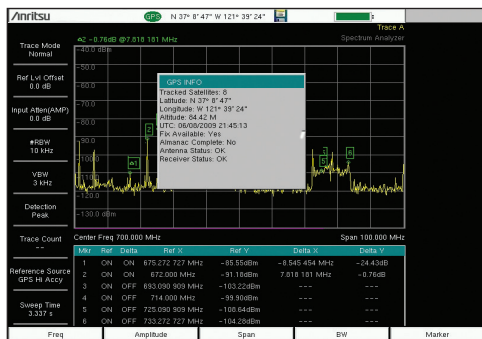 Anritsu GPS N 37° 8' 47" W 121° 39' 24"
Trace A
Δ2 -0.76dB @7.818 181 MHz Spectrum Analyzer
Trace Mode
Normal
Ref Lvl Offset
0.0 dB
Input Atten(AMP)
0.0 dB
#RBW
10 kHz
VBW
3 kHz
Detection
Peak
Trace Count
--
Reference Source
GPS Hi Accy
Sweep Time
3.337 s
-40.0 dBm
-50.0
-60.0
-70.0
-80.0
-90.0
-100.0
-120.0
-130.0 dBm
GPS INFO
Tracked Satellites: 8
Latitude: N 37° 8' 47"
Longitude: W 121° 39' 24"
Altitude: 84.42 M
UTC: 06/08/2009 21:45:13
Fix Available: Yes
Almanac Complete: No
Antenna Status: OK
Receiver Status: OK
2
Δ1
5
6
Center Freq 700.000 MHz Span 100.000 MHz
Mkr Ref Delta Ref X Ref Y Delta X Delta Y
1 ON ON 675.272 727 MHz -85.55dBm -8.545 454 MHz -24.43dB
2 ON ON 672.000 MHz -91.18dBm 7.818 181 MHz -0.76dB
3 ON OFF 693.090 909 MHz -103.22dBm --- ---
4 ON OFF 714.000 MHz -99.90dBm --- ---
5 ON OFF 725.090 909 MHz -108.64dBm --- ---
6 ON OFF 733.272 727 MHz -104.28dBm --- ---
Freq Amplitude Span BW Marker